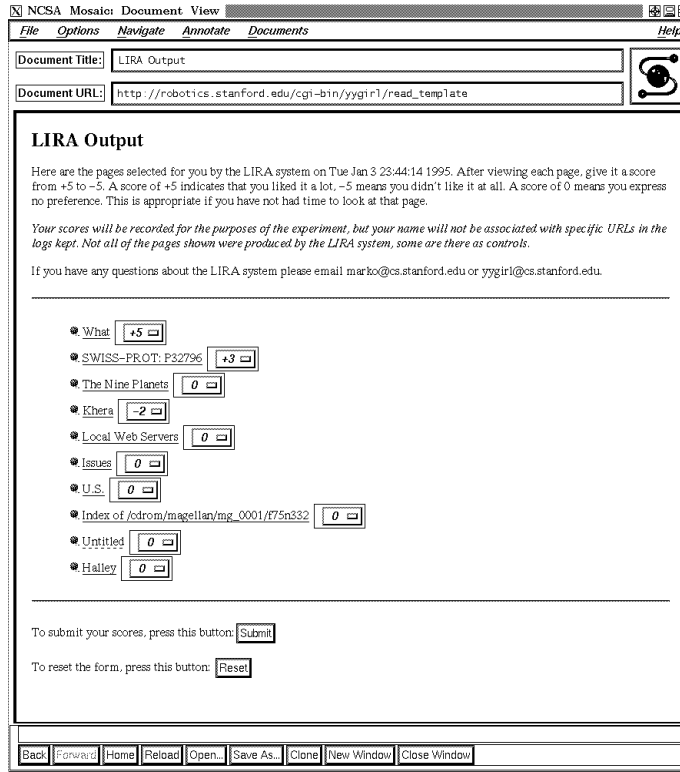 X NCSA Mosaic: Document View
File Options Navigate Annotate Documents Help
Document Title: LIRA Output
Document URL: http://robotics.stanford.edu/cgi-bin/yygirl/read_template
LIRA Output
Here are the pages selected for you by the LIRA system on Tue Jan 3 23:44:14 1995. After viewing each page, give it a score
from +5 to −5. A score of +5 indicates that you liked it a lot, −5 means you didn't like it at all. A score of 0 means you express
no preference. This is appropriate if you have not had time to look at that page.
Your scores will be recorded for the purposes of the experiment, but your name will not be associated with specific URLs in the
logs kept. Not all of the pages shown were produced by the LIRA system, some are there as controls.
If you have any questions about the LIRA system please email marko@cs.stanford.edu or yygirl@cs.stanford.edu.
What +5
SWISS−PROT: P32796 +3
The Nine Planets 0
Khera −2
Local Web Servers 0
Issues 0
U.S. 0
Index of /cdrom/magellan/mg_0001/f75n332 0
Untitled 0
Halley 0
To submit your scores, press this button: Submit
To reset the form, press this button: Reset
Back Forward Home Reload Open... Save As... Clone New Window Close Window